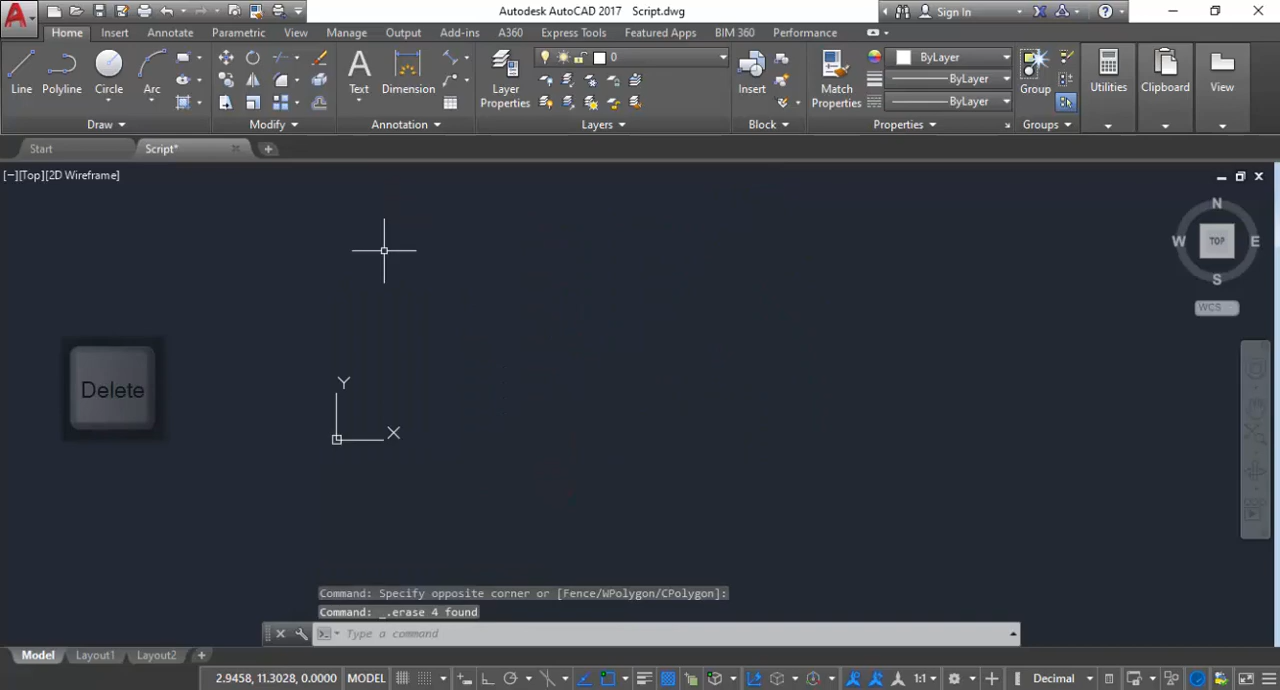 Autodesk AutoCAD 2017 Script.dwg
Sign In
Home Insert Annotate Parametric View Manage Output Add-ins A360 Express Tools Featured Apps BIM 360 Performance
Line Polyline Circle Arc
Text Dimension
Layer Properties
0
Insert
Match Properties
ByLayer
ByLayer
ByLayer
Group
Utilities Clipboard View
Draw Modify Annotation Layers Block Properties Groups
Start Script*
[−][Top][2D Wireframe]
N
W TOP E
S
WCS
Delete
Y
X
Command: Specify opposite corner or [Fence/WPolygon/CPolygon]:
Command: _.erase 4 found
Type a command
Model Layout1 Layout2
2.9458, 11.3028, 0.0000 MODEL 1:1 Decimal